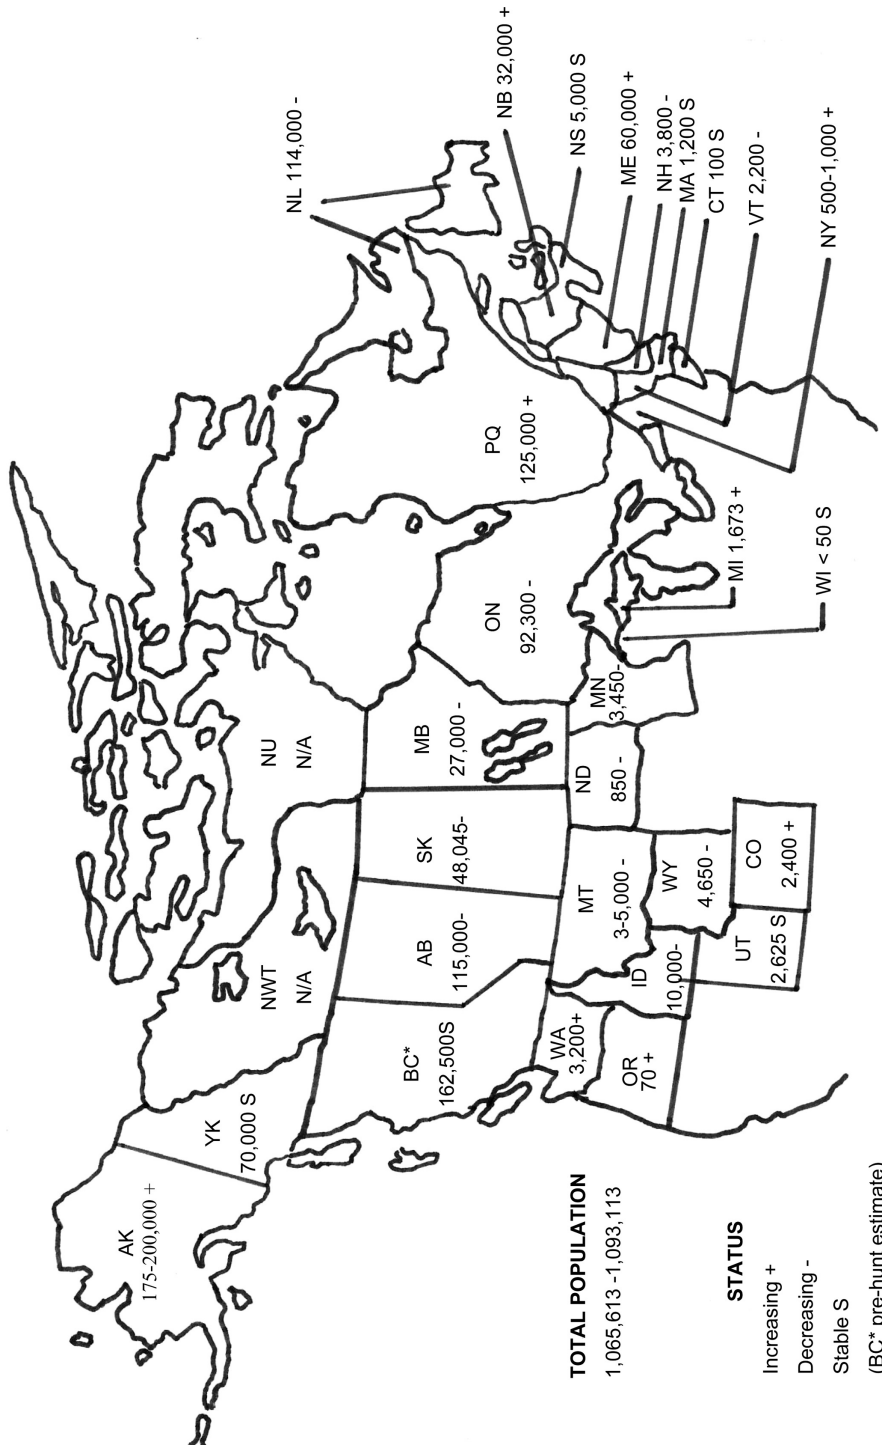 AK
175-200,000 +
YK
70,000 S
NWT
N/A
NU
N/A
BC*
162,500S
AB
115,000-
SK
48,045-
MB
27,000 -
ON
92,300-
PQ
125,000 +
NL 114,000 -
NB 32,000 +
NS 5,000 S
ME 60,000 +
NH 3,800 -
MA 1,200 S
CT 100 S
VT 2,200 -
NY 500-1,000 +
MI 1,673 +
WI < 50 S
MN
3,450-
ND
850 -
MT
3-5,000 -
WY
4,650 -
CO
2,400 +
UT
2,625 S
ID
10,000-
WA
3,200+
OR
70 +
TOTAL POPULATION
1,065,613 -1,093,113
STATUS
Increasing +
Decreasing -
Stable S
(BC* pre-hunt estimate)